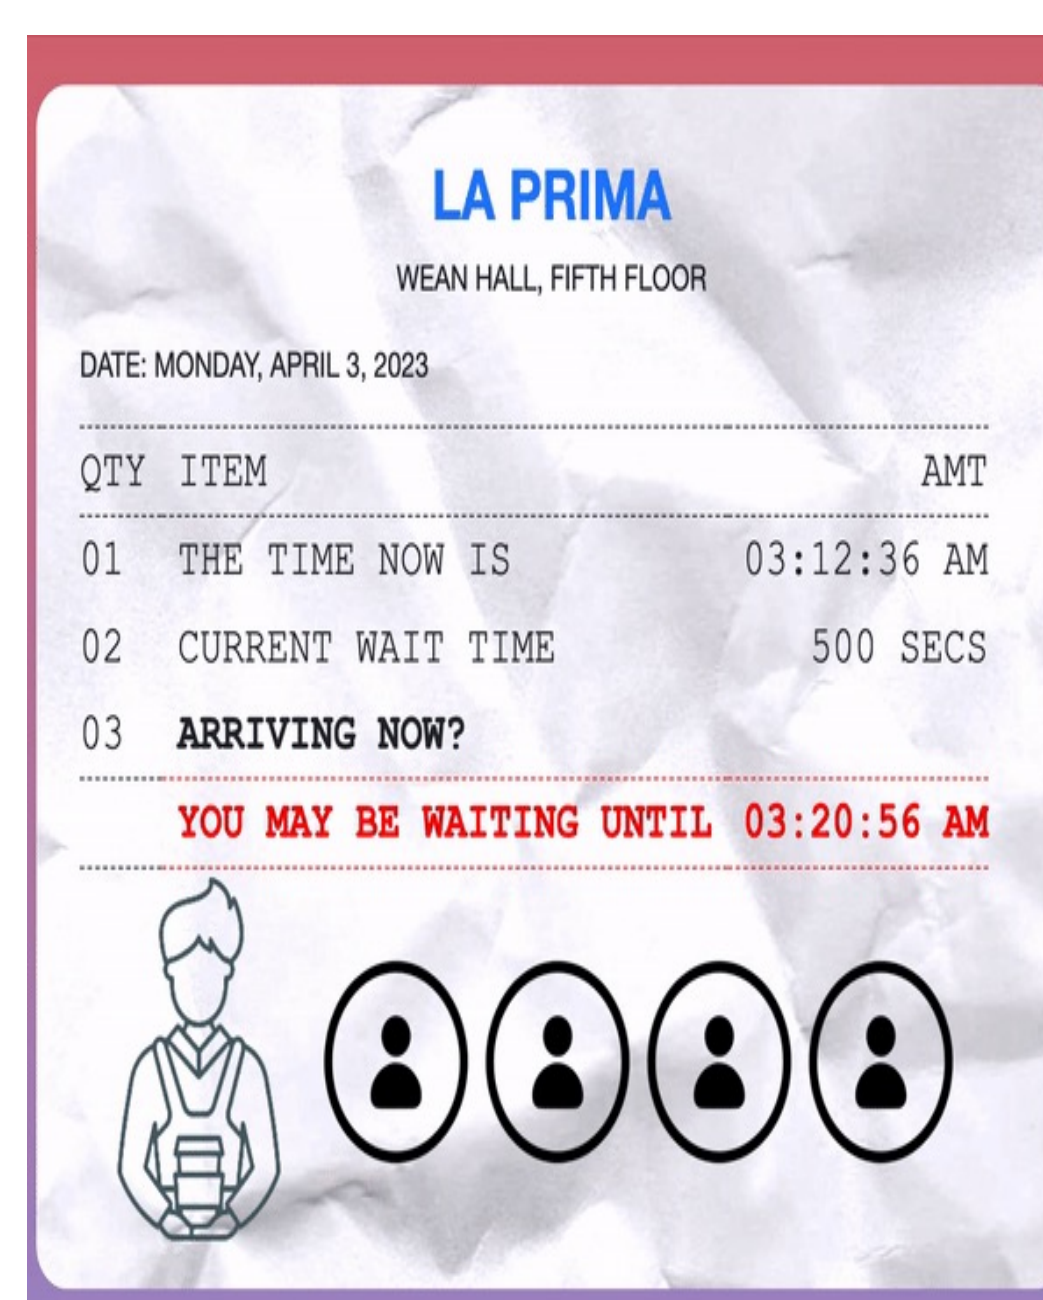 LA PRIMA
WEAN HALL, FIFTH FLOOR
DATE: MONDAY, APRIL 3, 2023
QTY ITEM AMT
01 THE TIME NOW IS 03:12:36 AM
02 CURRENT WAIT TIME 500 SECS
03 ARRIVING NOW?
YOU MAY BE WAITING UNTIL 03:20:56 AM